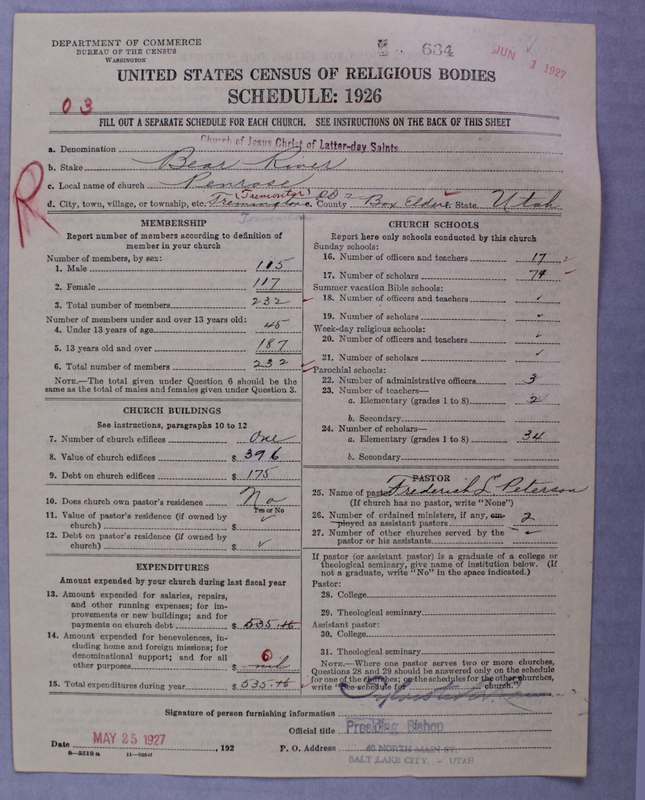 DEPARTMENT OF COMMERCE
BUREAU OF THE CENSUS
WASHINGTON
634
JUN 1 1927
UNITED STATES CENSUS OF RELIGIOUS BODIES
SCHEDULE: 1926
03
FILL OUT A SEPARATE SCHEDULE FOR EACH CHURCH. SEE INSTRUCTIONS ON THE BACK OF THIS SHEET
a. Denomination Church of Jesus Christ of Latter-day Saints
b. Stake Bear River
c. Local name of church Penrose
(Tremonton)
d. City, town, village, or township, etc. e. County Box Elder f. State Utah
R
MEMBERSHIP
Report number of members according to definition of member in your church
Number of members, by sex:
1. Male 115
2. Female 117
3. Total number of members 232
Number of members under and over 13 years old:
4. Under 13 years of age 45
5. 13 years old and over 187
6. Total number of members 232
NOTE.—The total given under Question 6 should be the
same as the total of males and females given under Question 3.
CHURCH BUILDINGS
See instructions, paragraphs 10 to 12
7. Number of church edifices One
8. Value of church edifices $ 396
9. Debt on church edifices $ 175
10. Does church own pastor's residence No
Yes or No
11. Value of pastor's residence (if owned by
church) $
12. Debt on pastor's residence (if owned by
church) $
EXPENDITURES
Amount expended by your church during last fiscal year
13. Amount expended for salaries, repairs,
and other running expenses; for im-
provements or new buildings; and for
payments on church debt $ 535.16
14. Amount expended for benevolences, in-
cluding home and foreign missions; for
denominational support; and for all
other purposes $ nil
0
15. Total expenditures during year $ 535.16
CHURCH SCHOOLS
Report here only schools conducted by this church
Sunday schools:
16. Number of officers and teachers 17
17. Number of scholars 74
Summer vacation Bible schools:
18. Number of officers and teachers
19. Number of scholars
Week-day religious schools:
20. Number of officers and teachers
21. Number of scholars
Parochial schools:
22. Number of administrative officers 3
23. Number of teachers—
a. Elementary (grades 1 to 8) 2
b. Secondary
24. Number of scholars—
a. Elementary (grades 1 to 8) 34
b. Secondary
PASTOR
25. Name of pastor Frederick L. Peterson
(If church has no pastor, write "None")
26. Number of ordained ministers, if any, em-
ployed as assistant pastors 2
27. Number of other churches served by the
pastor or his assistants
If pastor (or assistant pastor) is a graduate of a college or
theological seminary, give name of institution below. (If
not a graduate, write "No" in the space indicated.)
Pastor:
28. College
29. Theological seminary
Assistant pastor:
30. College
31. Theological seminary
NOTE.—Where one pastor serves two or more churches,
Questions 28 and 29 should be answered only on the schedule
for one of the churches; on the schedules for the other churches,
write "See schedule for church."
Signature of person furnishing information
Official title Presiding Bishop
Date MAY 25 1927, 192 P. O. Address 40 NORTH MAIN ST.
SALT LAKE CITY, - UTAH